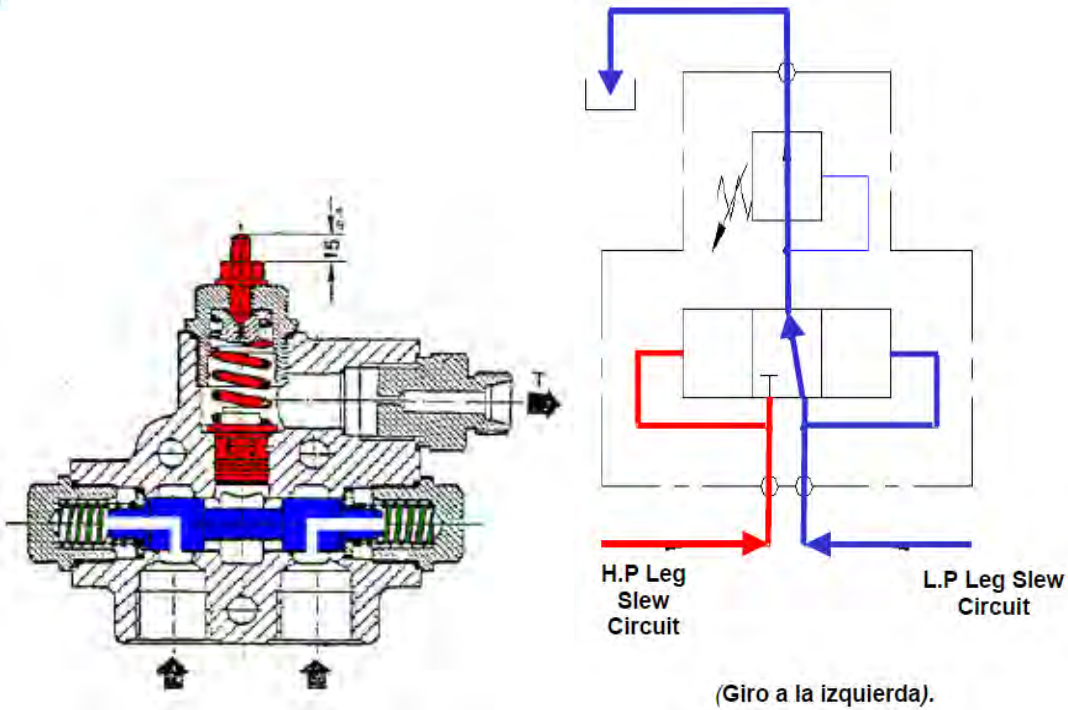 15
T
H.P Leg
Slew
Circuit
L.P Leg Slew
Circuit
(Giro a la izquierda).